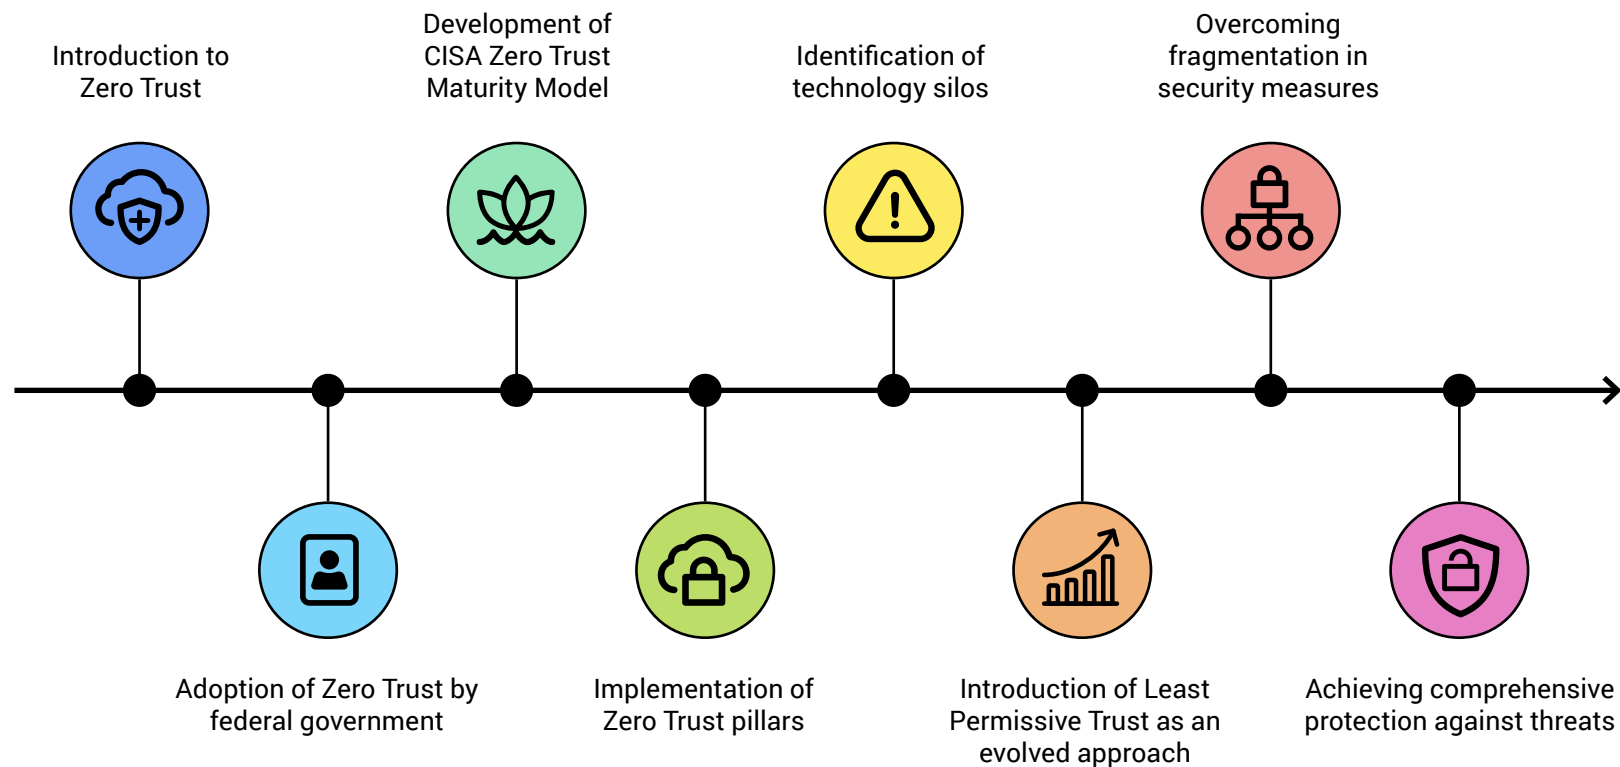 Introduction to
Zero Trust
Adoption of Zero Trust by
federal government
Development of
CISA Zero Trust
Maturity Model
Implementation of
Zero Trust pillars
Identification of
technology silos
Introduction of Least
Permissive Trust as an
evolved approach
Overcoming
fragmentation in
security measures
Achieving comprehensive
protection against threats